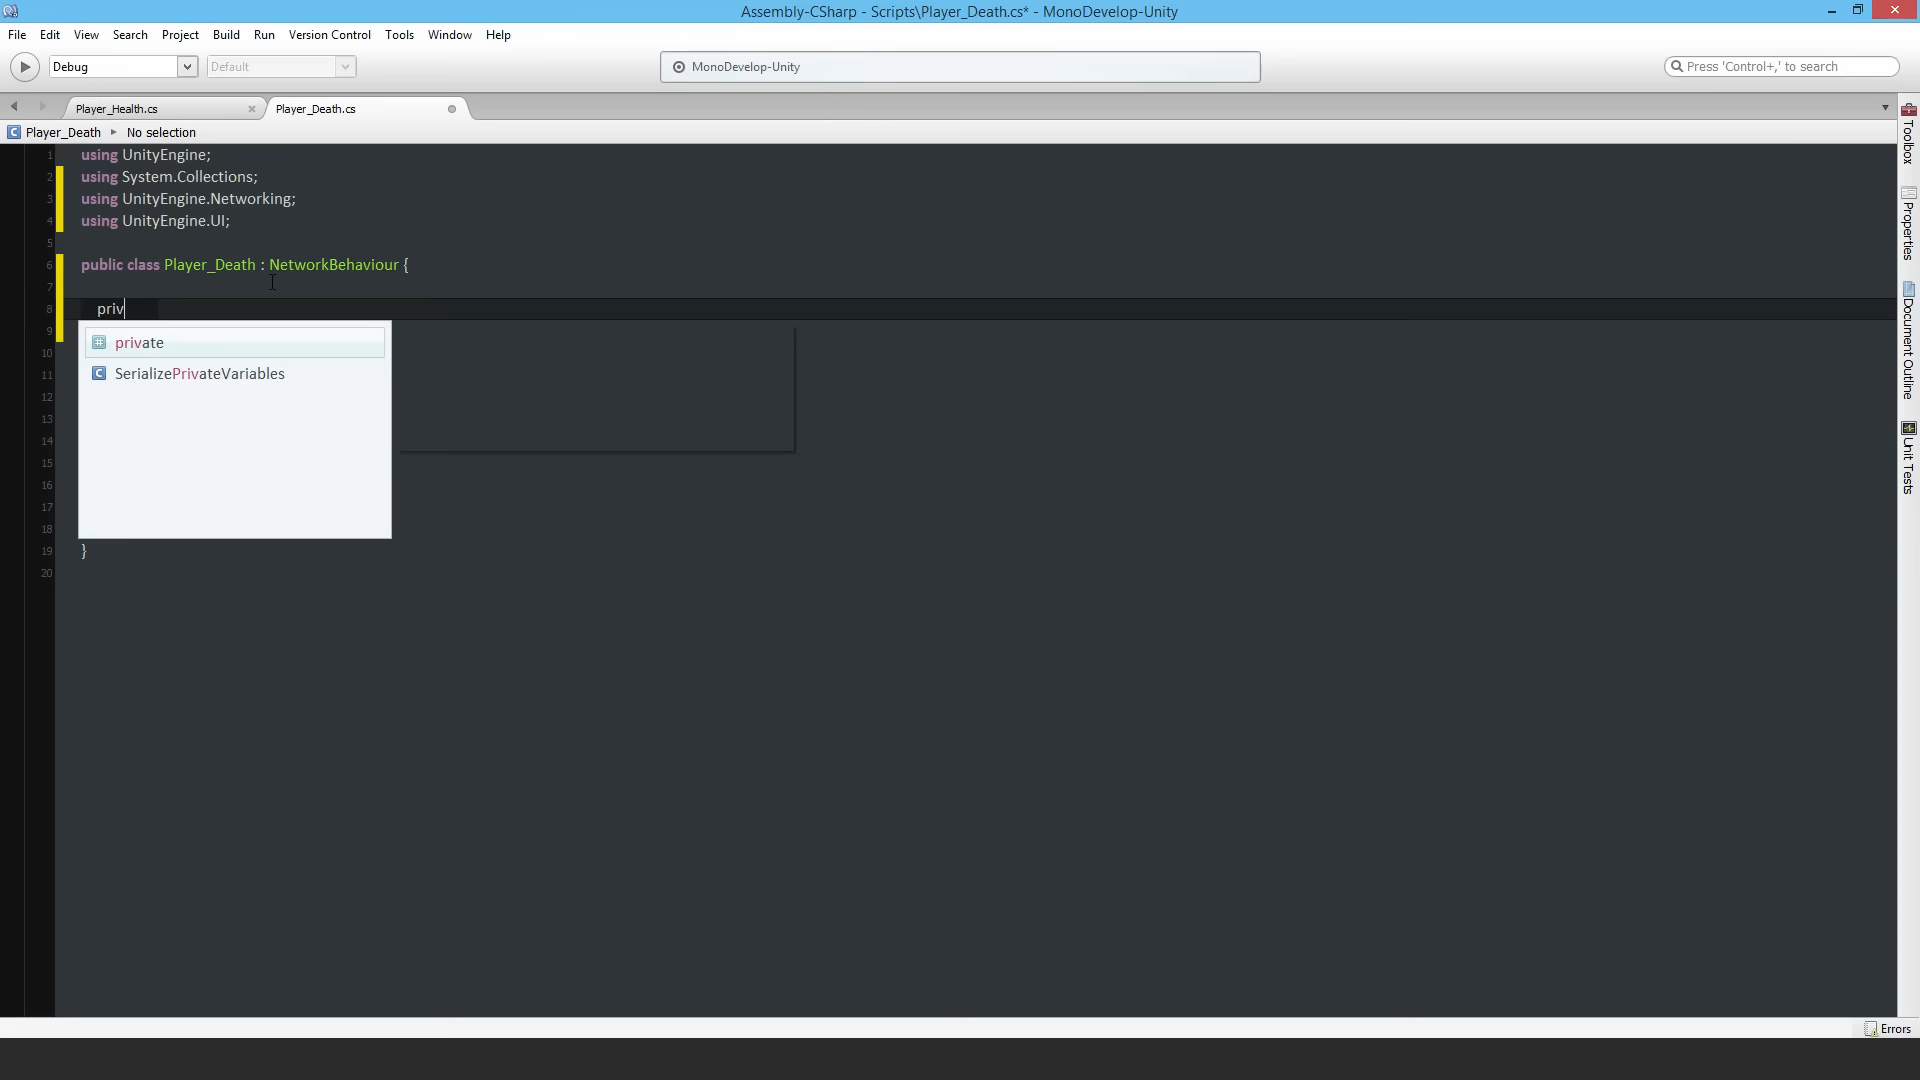 Assembly-CSharp - Scripts\Player_Death.cs* - MonoDevelop-Unity
File Edit View Search Project Build Run Version Control Tools Window Help
Debug Default MonoDevelop-Unity Press 'Control+,' to search
Player_Health.cs Player_Death.cs
Player_Death No selection
1 using UnityEngine;
2 using System.Collections;
3 using UnityEngine.Networking;
4 using UnityEngine.UI;
5
6 public class Player_Death : NetworkBehaviour {
7
8 priv
9
private
10
SerializePrivateVariables
11
12
13
14
15
16
17
18
19 }
20
Toolbox
Properties
Document Outline
Unit Tests
Errors